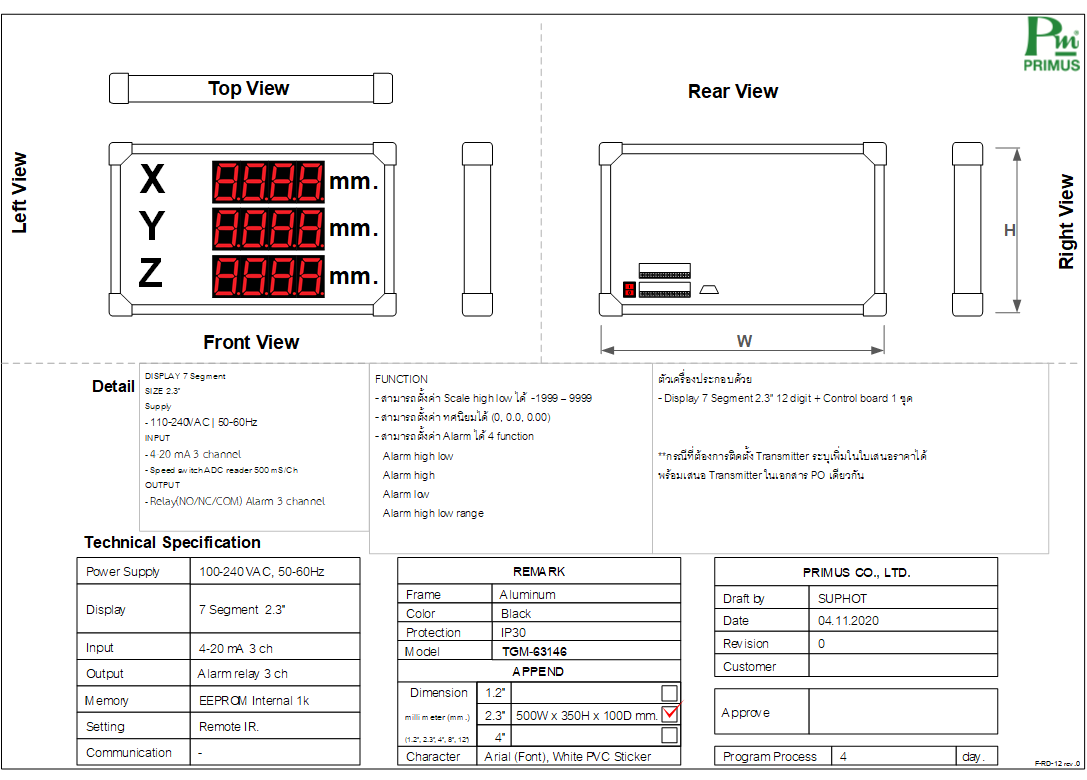 Pm
PRIMUS
Top View
Rear View
Left View
X 8.8.8.8. mm.
Y 8.8.8.8. mm.
Z 8.8.8.8. mm.
H
Right View
W
Front View
Detail
DISPLAY 7 Segment
SIZE 2.3"
Supply
- 110-240VAC | 50-60Hz
INPUT
- 4-20 mA 3 channel
- Speed switch ADC reader 500 mS/Ch
OUTPUT
- Relay(NO/NC/COM) Alarm 3 channel
FUNCTION
- สามารถตั้งค่า Scale high low ได้ -1999 – 9999
- สามารถตั้งค่า ทศนิยมได้ (0, 0.0, 0.00)
- สามารถตั้งค่า Alarm ได้ 4 function
Alarm high low
Alarm high
Alarm low
Alarm high low range
ตัวเครื่องประกอบด้วย
- Display 7 Segment 2.3" 12 digit + Control board 1 ชุด
**กรณีที่ต้องการติดตั้ง Transmitter ระบุเพิ่มในใบเสนอราคาได้
พร้อมเสนอ Transmitter ในเอกสาร PO เดียวกัน
Technical Specification
Power Supply 100-240VAC, 50-60Hz
Display 7 Segment 2.3"
Input 4-20 mA 3 ch
Output Alarm relay 3 ch
Memory EEPROM Internal 1k
Setting Remote IR.
Communication -
REMARK
Frame Aluminum
Color Black
Protection IP30
Model TGM-63146
APPEND
Dimension 1.2"
millimeter (mm.) 2.3" 500W x 350H x 100D mm.
(1.2", 2.3", 4", 8", 12") 4"
Character Arial (Font), White PVC Sticker
PRIMUS CO., LTD.
Draft by SUPHOT
Date 04.11.2020
Revision 0
Customer
Approve
Program Process 4 day.
F-RD-12 rev.0